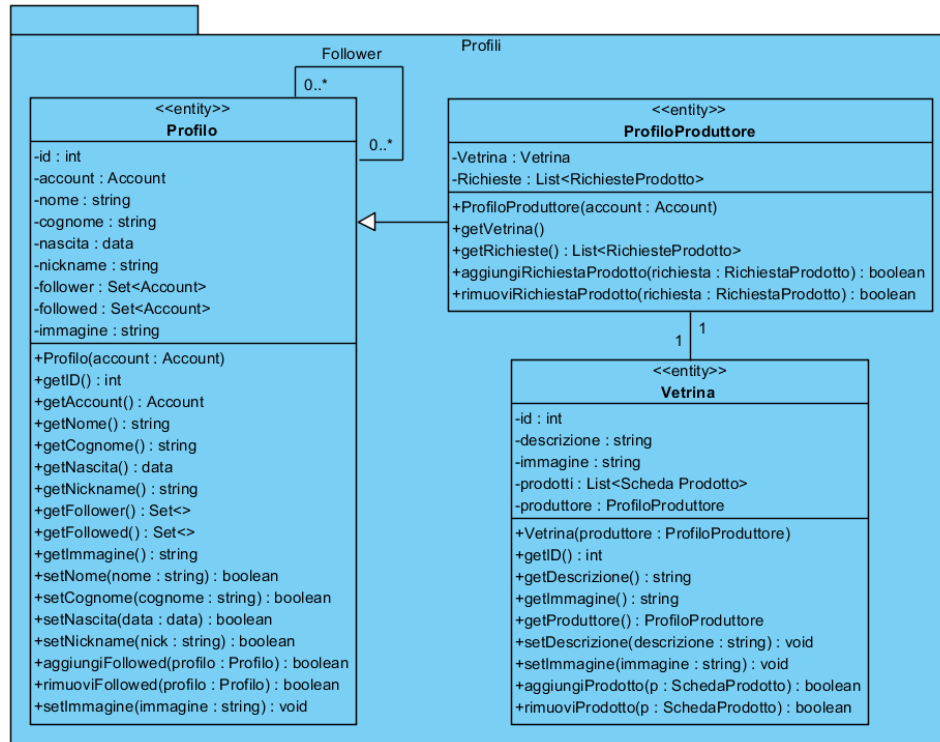 Profili
Follower
0..*
0..*
<<entity>>
Profilo
-id : int
-account : Account
-nome : string
-cognome : string
-nascita : data
-nickname : string
-follower : Set<Account>
-followed : Set<Account>
-immagine : string
+Profilo(account : Account)
+getID() : int
+getAccount() : Account
+getNome() : string
+getCognome() : string
+getNascita() : data
+getNickname() : string
+getFollower() : Set<>
+getFollowed() : Set<>
+getImmagine() : string
+setNome(nome : string) : boolean
+setCognome(cognome : string) : boolean
+setNascita(data : data) : boolean
+setNickname(nick : string) : boolean
+aggiungiFollowed(profilo : Profilo) : boolean
+rimuoviFollowed(profilo : Profilo) : boolean
+setImmagine(immagine : string) : void
<<entity>>
ProfiloProduttore
-Vetrina : Vetrina
-Richieste : List<RichiesteProdotto>
+ProfiloProduttore(account : Account)
+getVetrina()
+getRichieste() : List<RichiesteProdotto>
+aggiungiRichiestaProdotto(richiesta : RichiestaProdotto) : boolean
+rimuoviRichiestaProdotto(richiesta : RichiestaProdotto) : boolean
1
1
<<entity>>
Vetrina
-id : int
-descrizione : string
-immagine : string
-prodotti : List<Scheda Prodotto>
-produttore : ProfiloProduttore
+Vetrina(produttore : ProfiloProduttore)
+getID() : int
+getDescrizione() : string
+getImmagine() : string
+getProduttore() : ProfiloProduttore
+setDescrizione(descrizione : string) : void
+setImmagine(immagine : string) : void
+aggiungiProdotto(p : SchedaProdotto) : boolean
+rimuoviProdotto(p : SchedaProdotto) : boolean